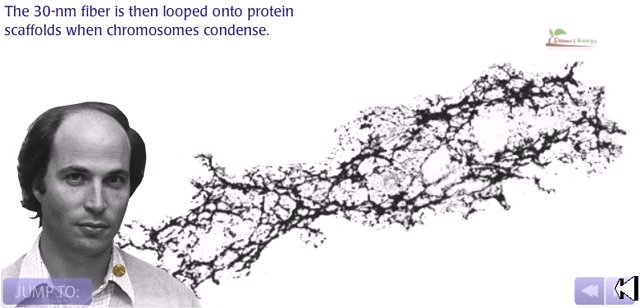 The 30-nm fiber is then looped onto protein
scaffolds when chromosomes condense.
JUMP TO: